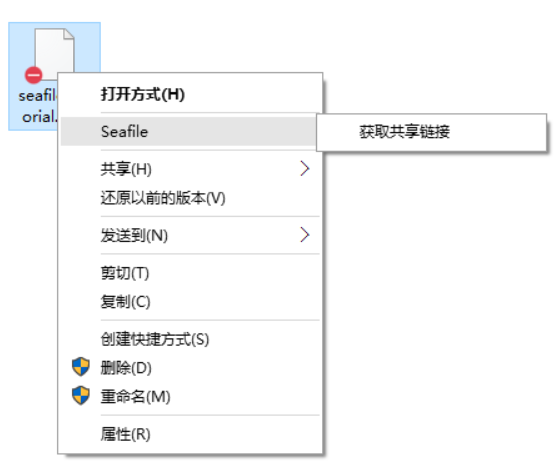 seafil
orial.
打开方式(H)
Seafile
获取共享链接
共享(H)
还原以前的版本(V)
发送到(N)
剪切(T)
复制(C)
创建快捷方式(S)
删除(D)
重命名(M)
属性(R)